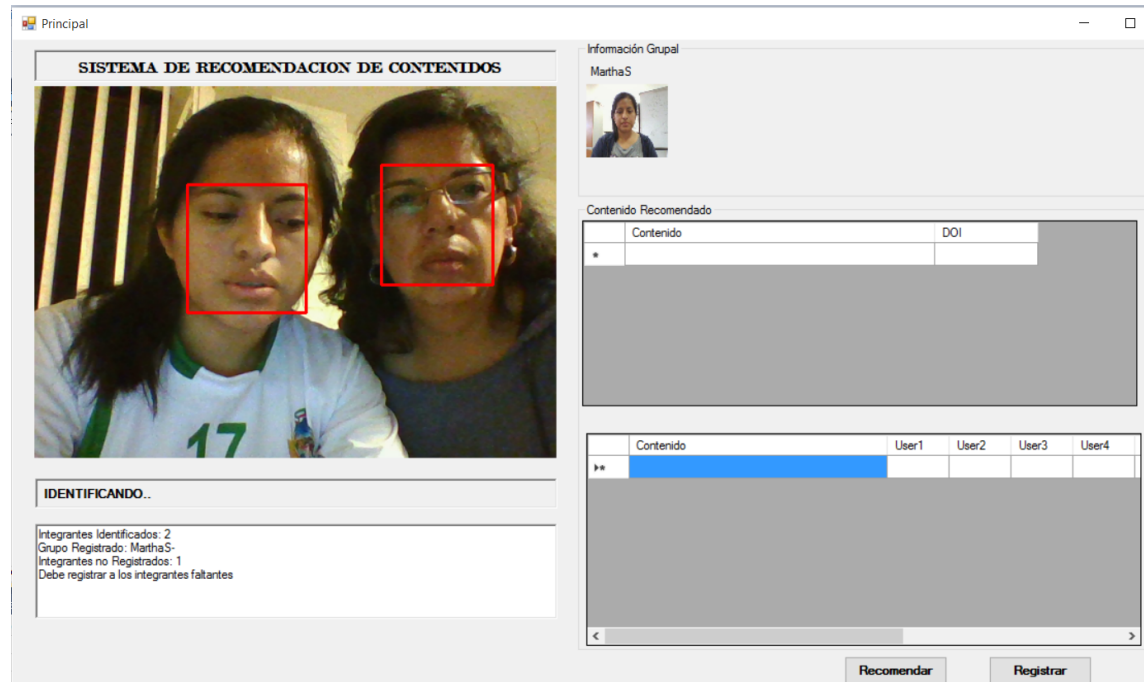 Principal
SISTEMA DE RECOMENDACION DE CONTENIDOS
17
IDENTIFICANDO..
Integrantes Identificados: 2
Grupo Registrado: MarthaS-
Integrantes no Registrados: 1
Debe registrar a los integrantes faltantes
Información Grupal
MarthaS
Contenido Recomendado
Contenido DOI
*
Contenido User1 User2 User3 User4
*
Recomendar Registrar